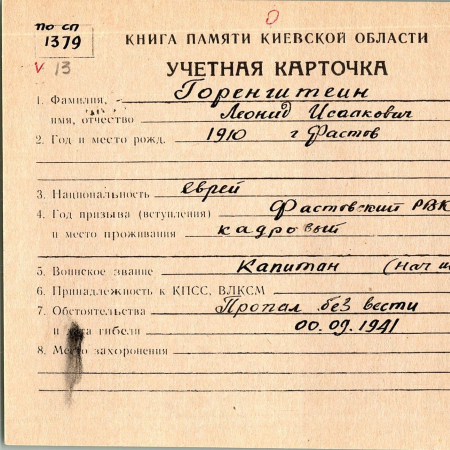 О
по сп
1379
V 13
КНИГА ПАМЯТИ КИЕВСКОЙ ОБЛАСТИ
УЧЕТНАЯ КАРТОЧКА
1. Фамилия, Горенштейн
имя, отчество Леонид Исаакович
2. Год и место рожд. 1910 г Фастов
3. Национальность еврей
4. Год призыва (вступления) Фастовский РВК
и место проживания кадровый
5. Воинское звание капитан (нач ш
6. Принадлежность к КПСС, ВЛКСМ
7. Обстоятельства Пропал без вести
и дата гибели 00.09.1941
8. Место захоронения